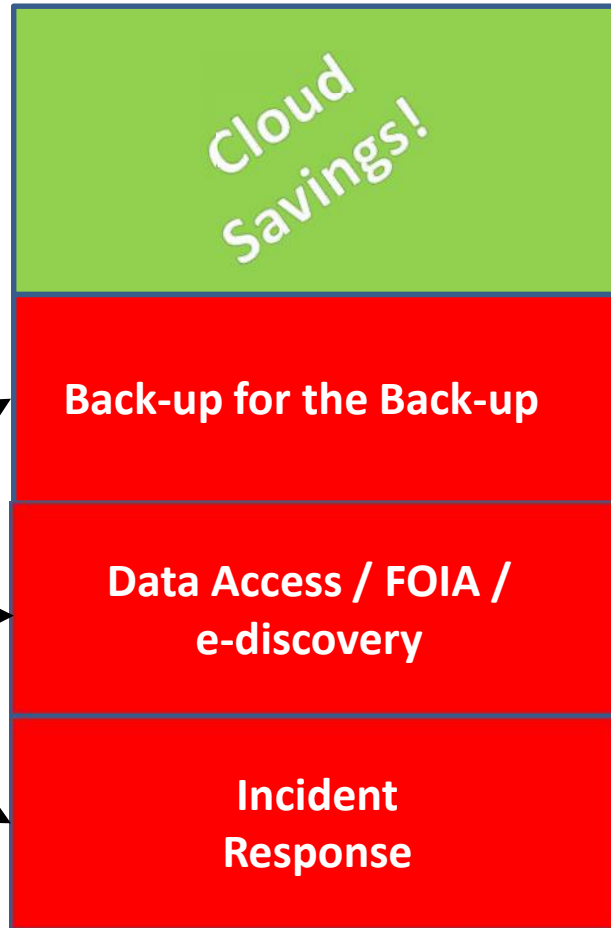 Cloud
Savings!
Back-up for the Back-up
Data Access / FOIA /
e-discovery
Incident
Response